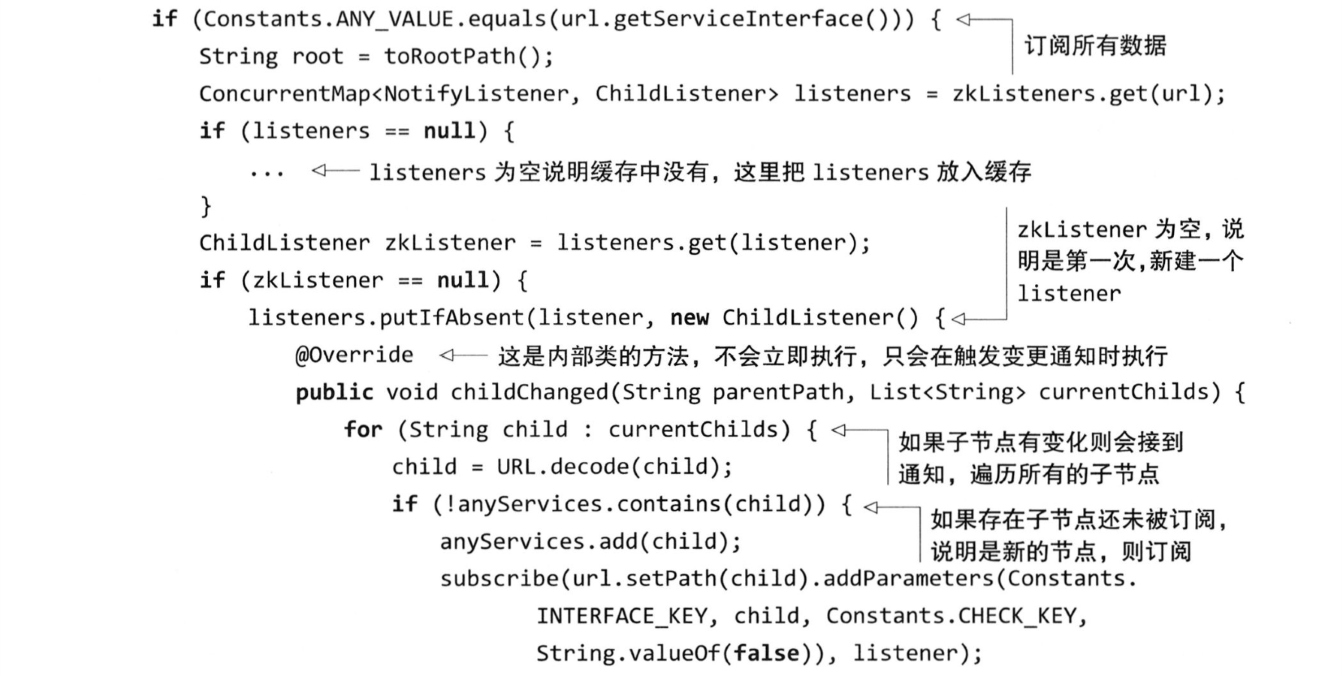 if (Constants.ANY_VALUE.equals(url.getServiceInterface())) {
订阅所有数据
String root = toRootPath();
ConcurrentMap<NotifyListener, ChildListener> listeners = zkListeners.get(url);
if (listeners == null) {
... listeners 为空说明缓存中没有，这里把 listeners 放入缓存
}
ChildListener zkListener = listeners.get(listener);
if (zkListener == null) {
zkListener 为空，说
明是第一次，新建一个
listener
listeners.putIfAbsent(listener, new ChildListener() {
@Override 这是内部类的方法，不会立即执行，只会在触发变更通知时执行
public void childChanged(String parentPath, List<String> currentChilds) {
for (String child : currentChilds) {
如果子节点有变化则会接到
通知，遍历所有的子节点
child = URL.decode(child);
if (!anyServices.contains(child)) {
如果存在子节点还未被订阅，
说明是新的节点，则订阅
anyServices.add(child);
subscribe(url.setPath(child).addParameters(Constants.
INTERFACE_KEY, child, Constants.CHECK_KEY,
String.valueOf(false)), listener);